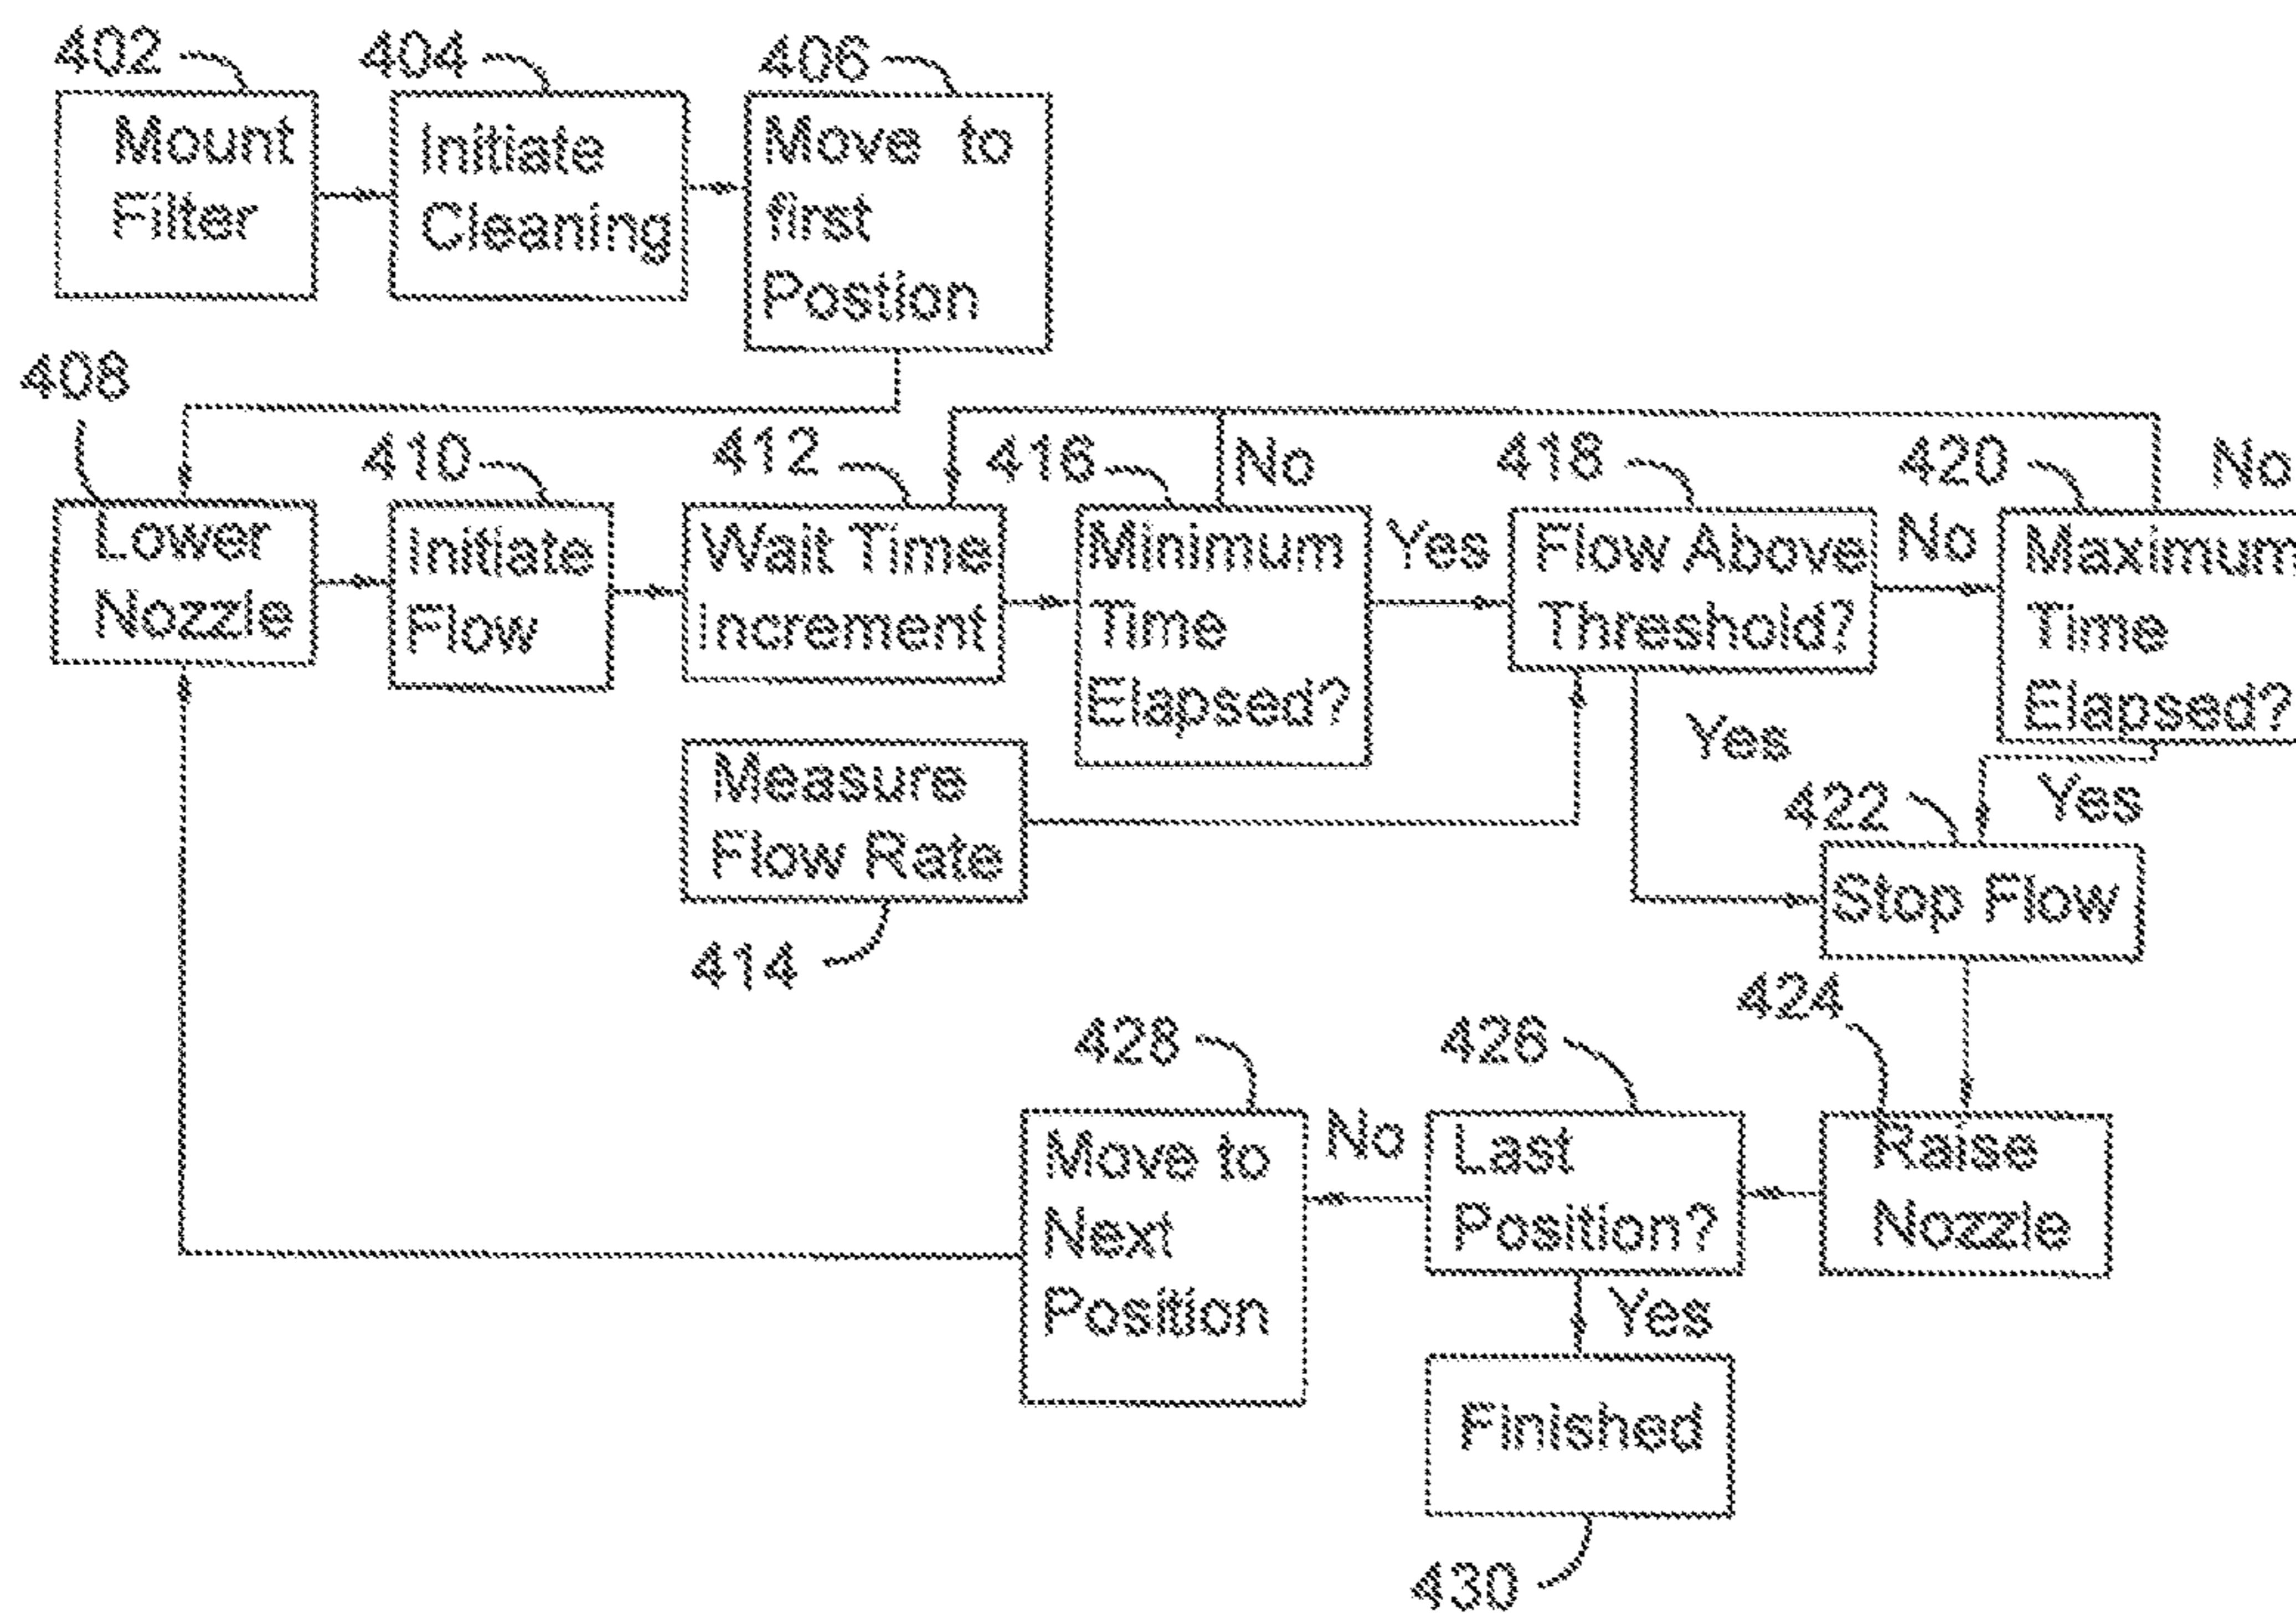 402
404
406
Mount
Filter
Initiate
Cleaning
Move to
first
Postion
408
410
412
416
No
418
420
No
Lower
Nozzle
Initiate
Flow
Wait Time
Increment
Minimum
Time
Elapsed?
Yes
Flow Above
Threshold?
No
Maximum
Time
Elapsed?
Measure
Flow Rate
414
Yes
Yes
422
Stop Flow
424
Raise
Nozzle
426
Last
Position?
No
428
Move to
Next
Position
Yes
Finished
430